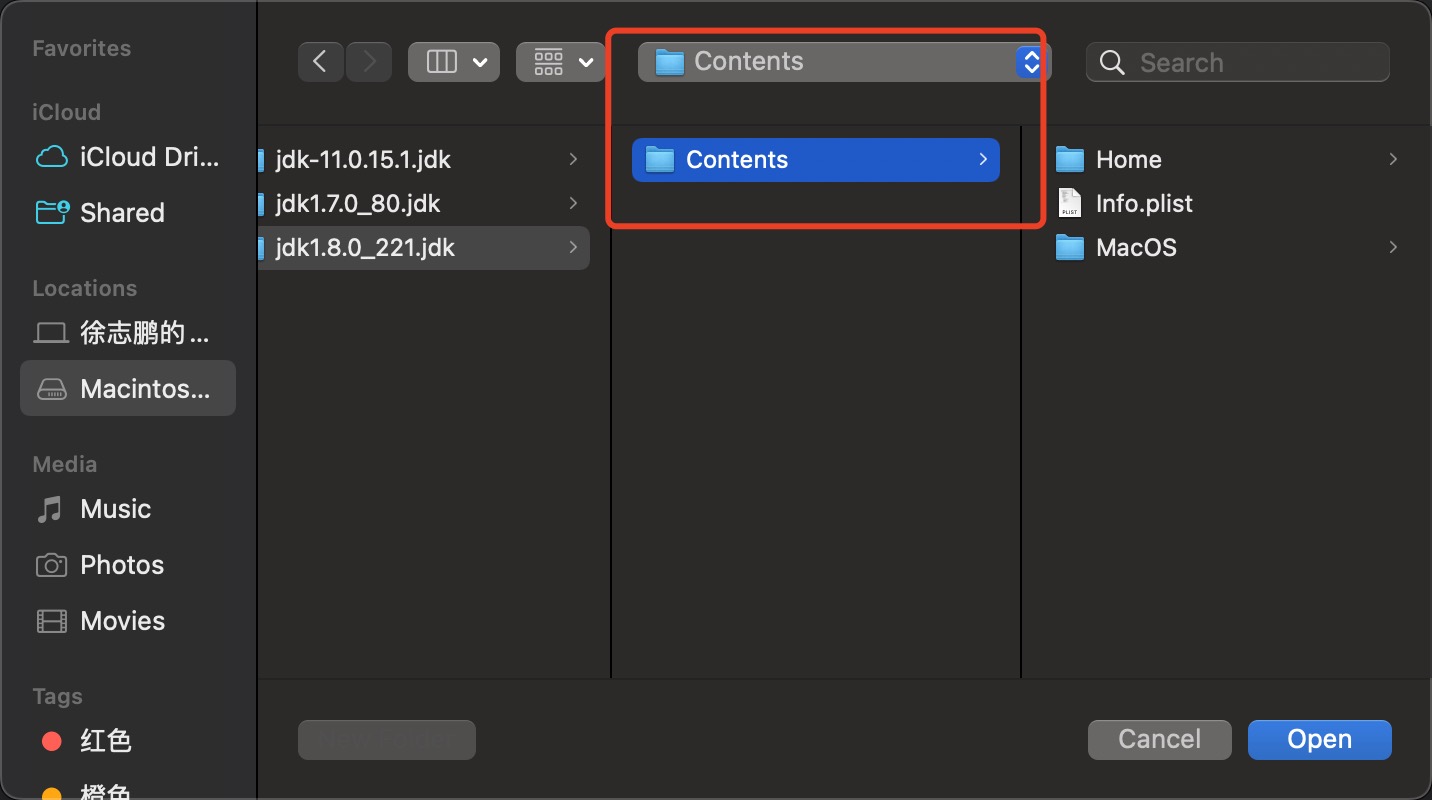 Favorites
iCloud
iCloud Dri...
Shared
Locations
徐志鹏的 ...
Macintos...
Media
Music
Photos
Movies
Tags
红色
橙色
Contents
Search
jdk-11.0.15.1.jdk
jdk1.7.0_80.jdk
jdk1.8.0_221.jdk
Contents
Home
Info.plist
PLIST
MacOS
New Folder
Cancel
Open